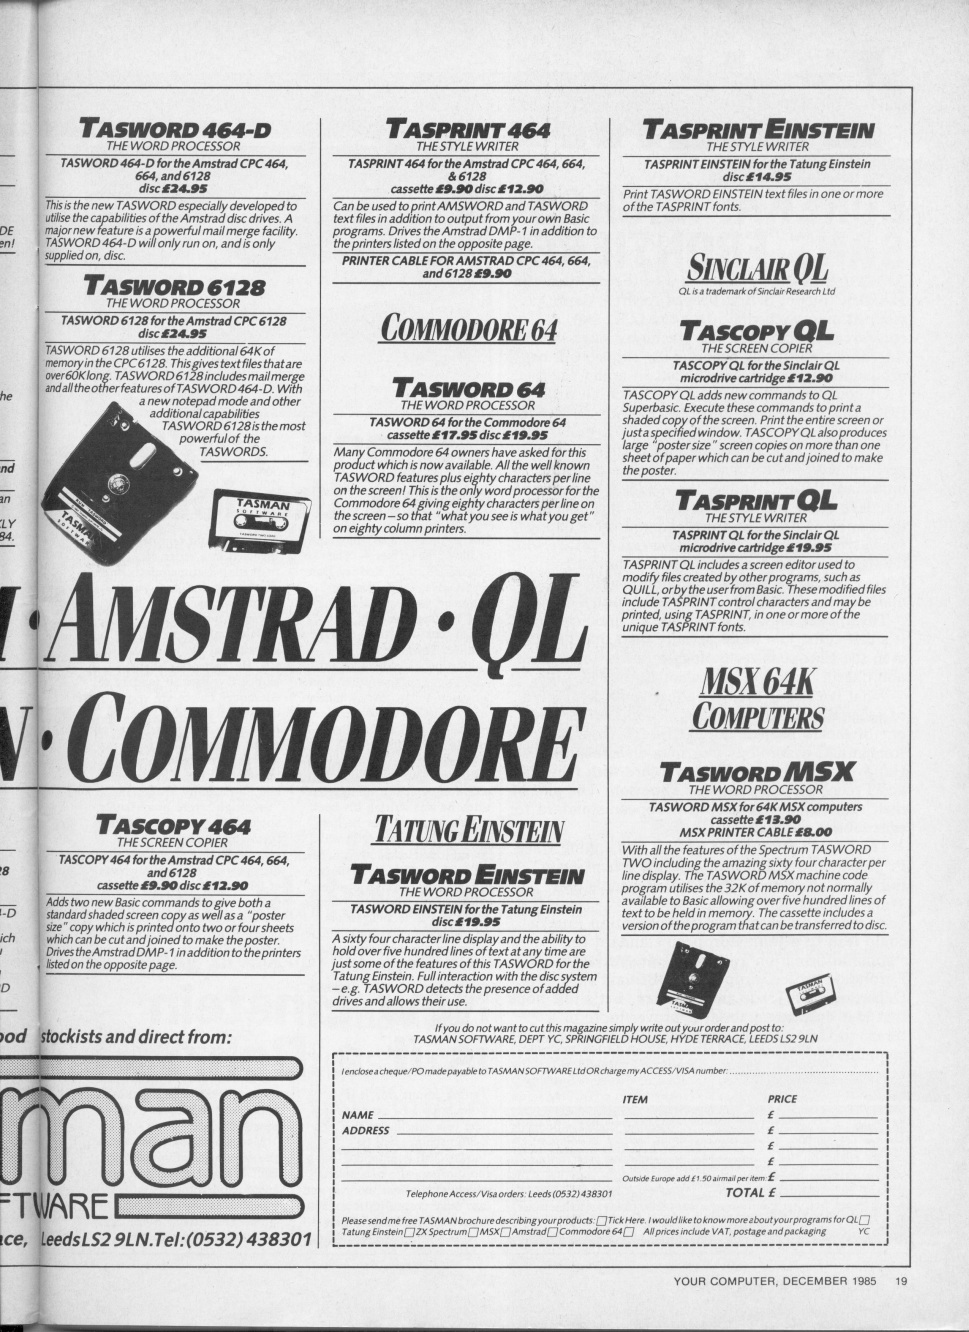 TASWORD 464-D
THE WORD PROCESSOR
TASWORD 464-D for the Amstrad CPC 464,
664, and 6128
disc £24.95
This is the new TASWORD especially developed to
utilise the capabilities of the Amstrad disc drives. A
major new feature is a powerful mail merge facility.
TASWORD 464-D will only run on, and is only
supplied on, disc.
TASWORD 6128
THE WORD PROCESSOR
TASWORD 6128 for the Amstrad CPC 6128
disc £24.95
TASWORD 6128 utilises the additional 64K of
memory in the CPC 6128. This gives text files that are
over 60K long. TASWORD 6128 includes mail merge
and all the other features of TASWORD 464-D. With
a new notepad mode and other
additional capabilities
TASWORD 6128 is the most
powerful of the
TASWORDS.
TASMAN
SOFTWARE
TASMAN
SOFTWARE
TASWORD TWO
TASPRINT 464
THE STYLE WRITER
TASPRINT 464 for the Amstrad CPC 464, 664,
& 6128
cassette £9.90 disc £12.90
Can be used to print AMSWORD and TASWORD
text files in addition to output from your own Basic
programs. Drives the Amstrad DMP-1 in addition to
the printers listed on the opposite page.
PRINTER CABLE FOR AMSTRAD CPC 464, 664,
and 6128 £9.90
COMMODORE 64
TASWORD 64
THE WORD PROCESSOR
TASWORD 64 for the Commodore 64
cassette £17.95 disc £19.95
Many Commodore 64 owners have asked for this
product which is now available. All the well known
TASWORD features plus eighty characters per line
on the screen! This is the only word processor for the
Commodore 64 giving eighty characters per line on
the screen – so that "what you see is what you get"
on eighty column printers.
TASPRINT EINSTEIN
THE STYLE WRITER
TASPRINT EINSTEIN for the Tatung Einstein
disc £14.95
Print TASWORD EINSTEIN text files in one or more
of the TASPRINT fonts.
SINCLAIR QL
QL is a trademark of Sinclair Research Ltd
TASCOPY QL
THE SCREEN COPIER
TASCOPY QL for the Sinclair QL
microdrive cartridge £12.90
TASCOPY QL adds new commands to QL
Superbasic. Execute these commands to print a
shaded copy of the screen. Print the entire screen or
just a specified window. TASCOPY QL also produces
large "poster size" screen copies on more than one
sheet of paper which can be cut and joined to make
the poster.
TASPRINT QL
THE STYLE WRITER
TASPRINT QL for the Sinclair QL
microdrive cartridge £19.95
TASPRINT QL includes a screen editor used to
modify files created by other programs, such as
QUILL, or by the user from Basic. These modified files
include TASPRINT control characters and may be
printed, using TASPRINT, in one or more of the
unique TASPRINT fonts.
MSX 64K
COMPUTERS
TASWORD MSX
THE WORD PROCESSOR
TASWORD MSX for 64K MSX computers
cassette £13.90
MSX PRINTER CABLE £8.00
With all the features of the Spectrum TASWORD
TWO including the amazing sixty four character per
line display. The TASWORD MSX machine code
program utilises the 32K of memory not normally
available to Basic allowing over five hundred lines of
text to be held in memory. The cassette includes a
version of the program that can be transferred to disc.
TASMAN
TASMAN
· AMSTRAD · QL
· COMMODORE
TASCOPY 464
THE SCREEN COPIER
TASCOPY 464 for the Amstrad CPC 464, 664,
and 6128
cassette £9.90 disc £12.90
Adds two new Basic commands to give both a
standard shaded screen copy as well as a "poster
size" copy which is printed onto two or four sheets
which can be cut and joined to make the poster.
Drives the Amstrad DMP-1 in addition to the printers
listed on the opposite page.
TATUNG EINSTEIN
TASWORD EINSTEIN
THE WORD PROCESSOR
TASWORD EINSTEIN for the Tatung Einstein
disc £19.95
A sixty four character line display and the ability to
hold over five hundred lines of text at any time are
just some of the features of this TASWORD for the
Tatung Einstein. Full interaction with the disc system
– e.g. TASWORD detects the presence of added
drives and allows their use.
stockists and direct from:
man
WARE
Leeds LS2 9LN. Tel: (0532) 438301
If you do not want to cut this magazine simply write out your order and post to:
TASMAN SOFTWARE, DEPT YC, SPRINGFIELD HOUSE, HYDE TERRACE, LEEDS LS2 9LN
I enclose a cheque/PO made payable to TASMAN SOFTWARE Ltd OR charge my ACCESS/VISA number:
ITEM PRICE
NAME £
ADDRESS £
£
£
Outside Europe add £1.50 airmail per item: £
Telephone Access/Visa orders: Leeds (0532) 438301 TOTAL £
Please send me free TASMAN brochure describing your products: Tick Here. I would like to know more about your programs for QL
Tatung Einstein ZX Spectrum MSX Amstrad Commodore 64 All prices include VAT, postage and packaging YC
YOUR COMPUTER, DECEMBER 1985 19